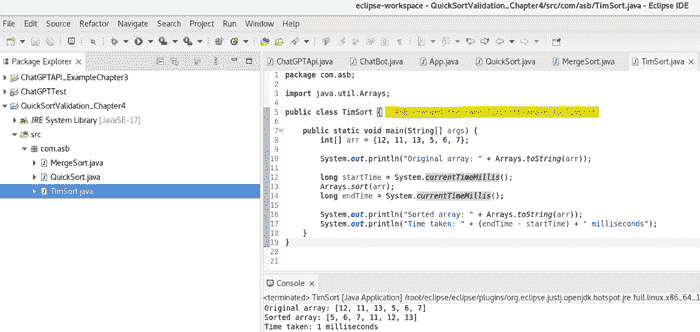 eclipse-workspace - QuickSortValidation_Chapter4/src/com/asb/TimSort.java - Eclipse IDE
File Edit Source Refactor Navigate Search Project Run Window Help
Package Explorer
ChatGPTAPI_ExampleChapter3
ChatGPTTest
QuickSortValidation_Chapter4
JRE System Library [JavaSE-17]
src
com.asb
MergeSort.java
QuickSort.java
TimSort.java
ChatGPTApi.java ChatBot.java App.java QuickSort.java MergeSort.java TimSort.java
1 package com.asb;
2
3 import java.util.Arrays;
4
5 public class TimSort {
6
7 public static void main(String[] args) {
8 int[] arr = {12, 11, 13, 5, 6, 7};
9
10 System.out.println("Original array: " + Arrays.toString(arr));
11
12 long startTime = System.currentTimeMillis();
13 Arrays.sort(arr);
14 long endTime = System.currentTimeMillis();
15
16 System.out.println("Sorted array: " + Arrays.toString(arr));
17 System.out.println("Time taken: " + (endTime - startTime) + " milliseconds");
18 }
19 }
20
21
Console
<terminated> TimSort [Java Application] /root/eclipse/eclipse/plugins/org.eclipse.justj.openjdk.hotspot.jre.full.linux.x86_64_1
Original array: [12, 11, 13, 5, 6, 7]
Sorted array: [5, 6, 7, 11, 12, 13]
Time taken: 1 milliseconds